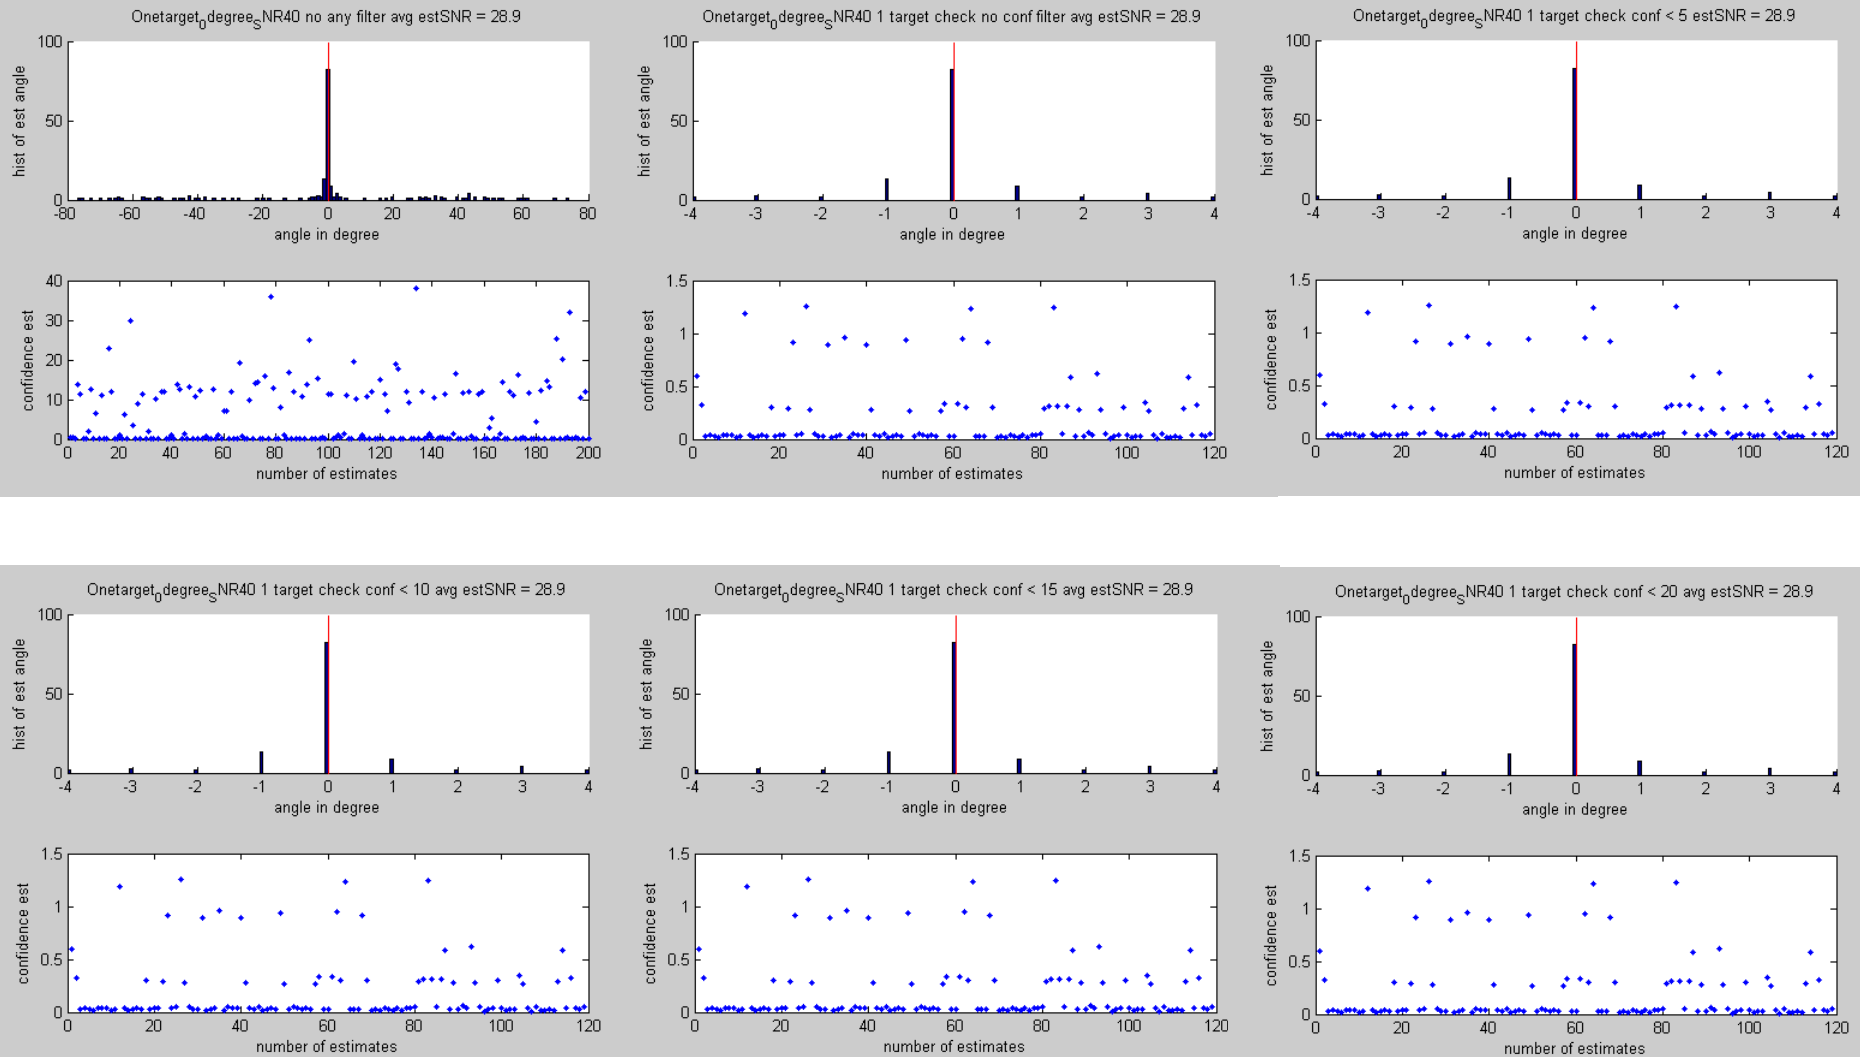 Onetarget0degreeSNR40 no any filter avg estSNR = 28.9
100
50
0
hist of est angle
-80 -60 -40 -20 0 20 40 60 80
angle in degree
40
30
20
10
0
confidence est
0 20 40 60 80 100 120 140 160 180 200
number of estimates
Onetarget0degreeSNR40 1 target check no conf filter avg estSNR = 28.9
100
50
0
hist of est angle
-4 -3 -2 -1 0 1 2 3 4
angle in degree
1.5
1
0.5
0
confidence est
0 20 40 60 80 100 120
number of estimates
Onetarget0degreeSNR40 1 target check conf < 5 estSNR = 28.9
100
50
0
hist of est angle
-4 -3 -2 -1 0 1 2 3 4
angle in degree
1.5
1
0.5
0
confidence est
0 20 40 60 80 100 120
number of estimates
Onetarget0degreeSNR40 1 target check conf < 10 avg estSNR = 28.9
100
50
0
hist of est angle
-4 -3 -2 -1 0 1 2 3 4
angle in degree
1.5
1
0.5
0
confidence est
0 20 40 60 80 100 120
number of estimates
Onetarget0degreeSNR40 1 target check conf < 15 avg estSNR = 28.9
100
50
0
hist of est angle
-4 -3 -2 -1 0 1 2 3 4
angle in degree
1.5
1
0.5
0
confidence est
0 20 40 60 80 100 120
number of estimates
Onetarget0degreeSNR40 1 target check conf < 20 avg estSNR = 28.9
100
50
0
hist of est angle
-4 -3 -2 -1 0 1 2 3 4
angle in degree
1.5
1
0.5
0
confidence est
0 20 40 60 80 100 120
number of estimates